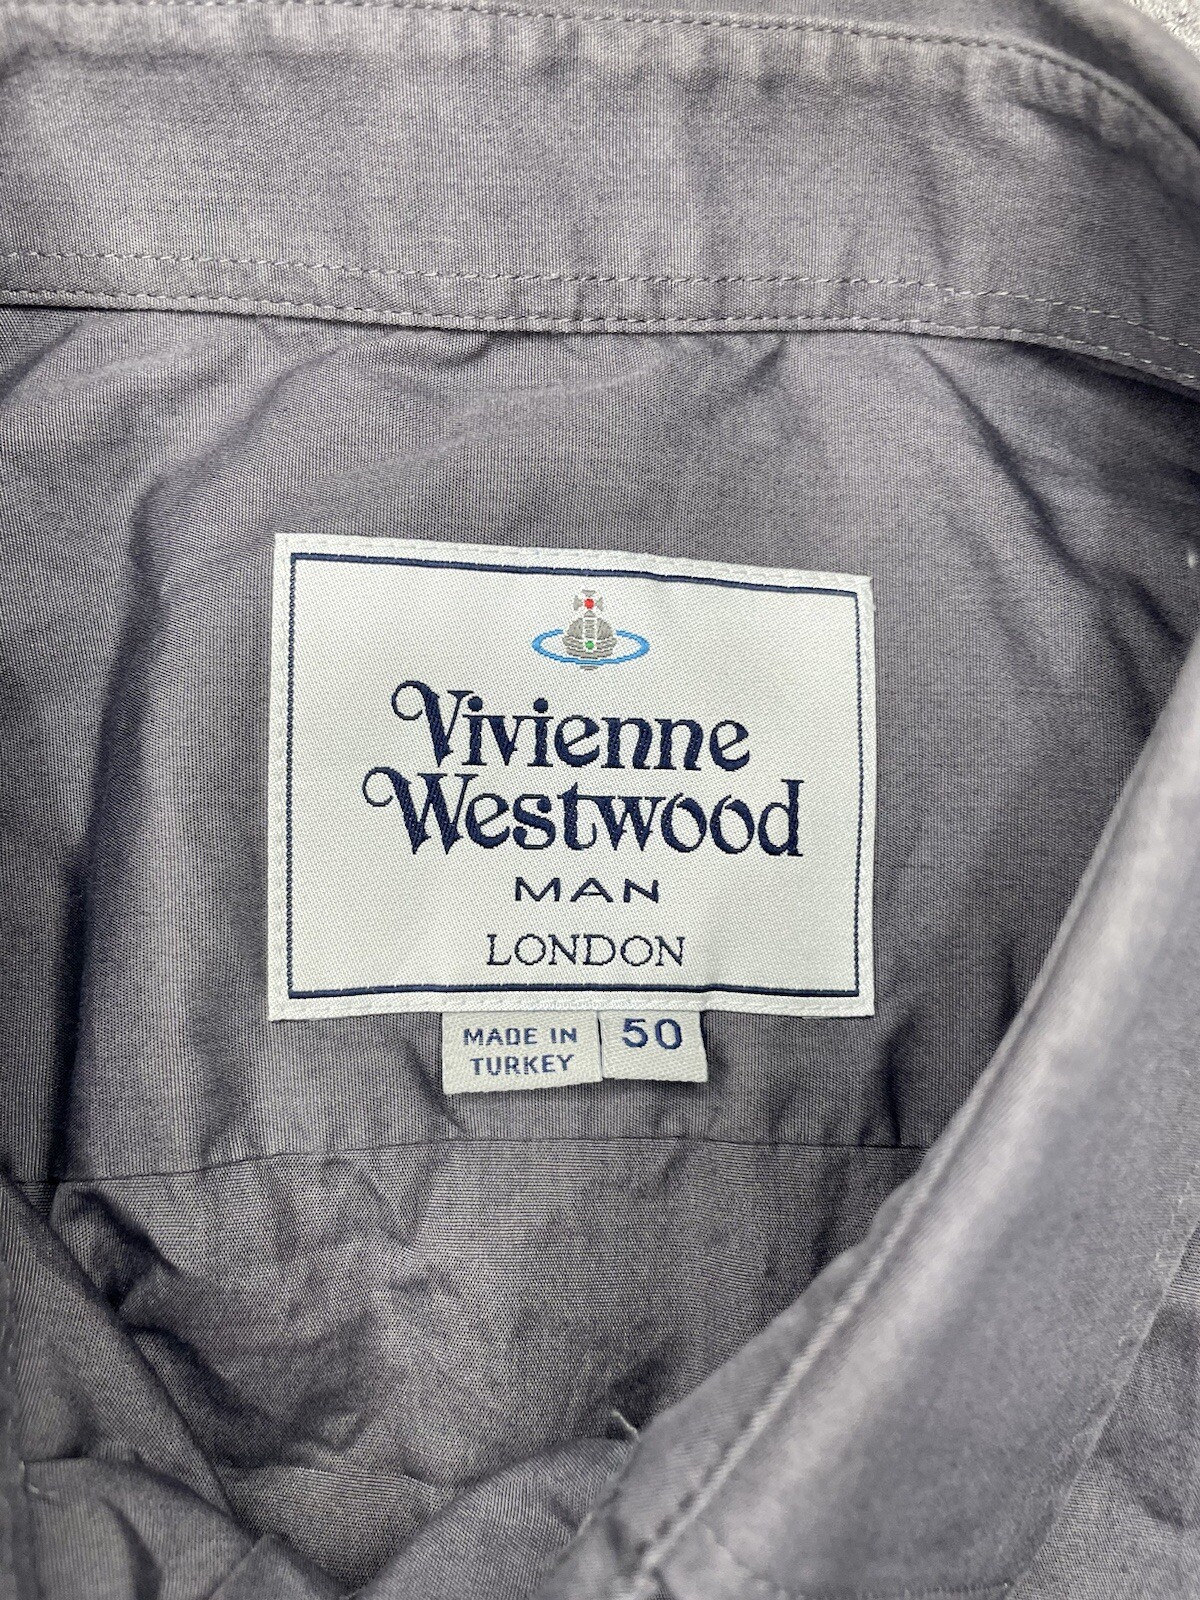 Vivienne
Westwood
MAN
LONDON
MADE IN
TURKEY
50